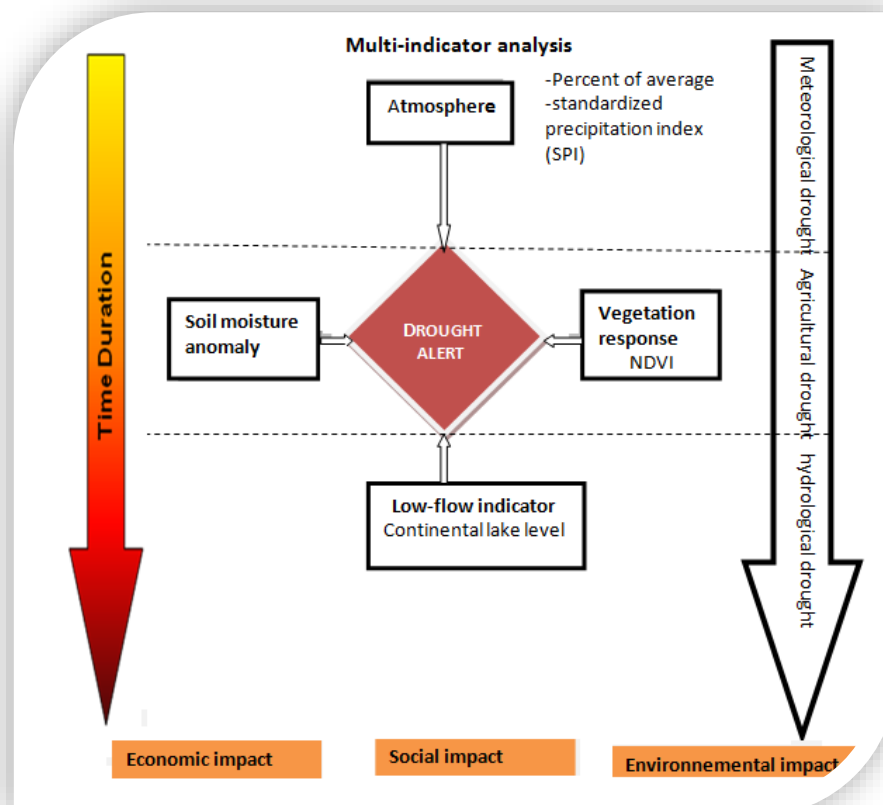 Multi-indicator analysis
Atmosphere
-Percent of average
-standardized
precipitation index
(SPI)
Meteorological drought Agricultural drought hydrological drought
Time Duration
Soil moisture
anomaly
DROUGHT
ALERT
Vegetation
response
NDVI
Low-flow indicator
Continental lake level
Economic impact
Social impact
Environnemental impact